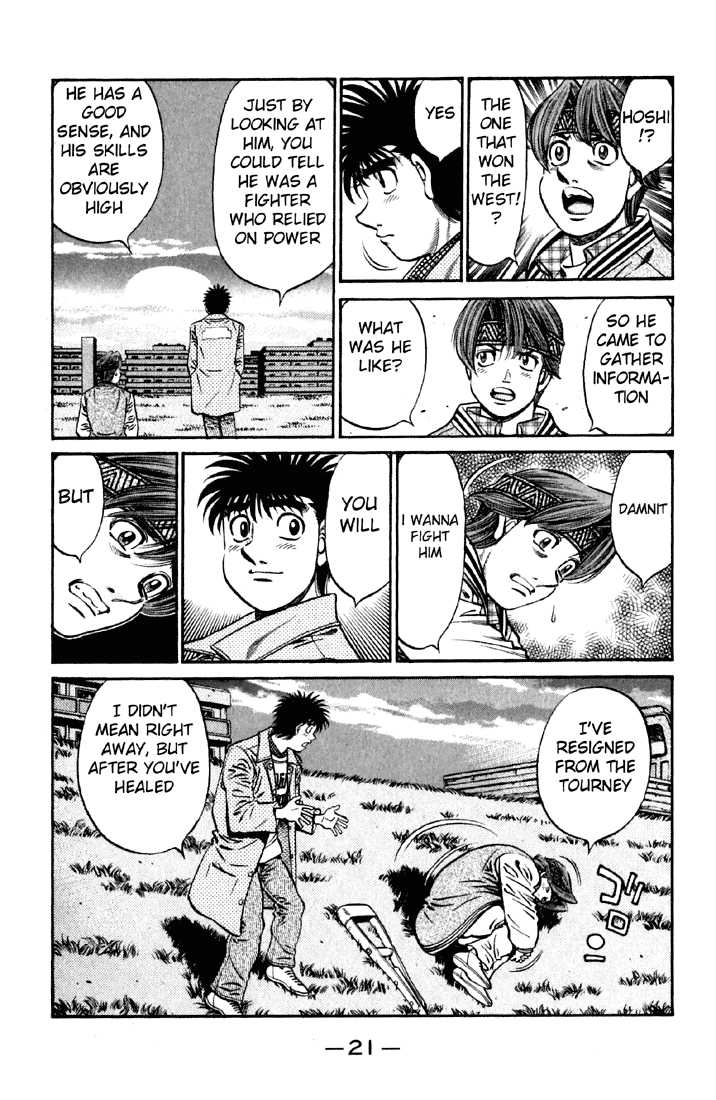 HOSHI
!?
THE
ONE
THAT
WON
THE
WEST!
?
YES
SO HE
CAME TO
GATHER
INFORMA-
TION
WHAT
WAS HE
LIKE?
JUST BY
LOOKING AT
HIM, YOU
COULD TELL
HE WAS A
FIGHTER
WHO RELIED
ON POWER
HE HAS A
GOOD
SENSE, AND
HIS SKILLS
ARE
OBVIOUSLY
HIGH
DAMNIT
I WANNA
FIGHT
HIM
YOU
WILL
BUT
I'VE
RESIGNED
FROM THE
TOURNEY
I DIDN'T
MEAN RIGHT
AWAY, BUT
AFTER YOU'VE
HEALED
—21—